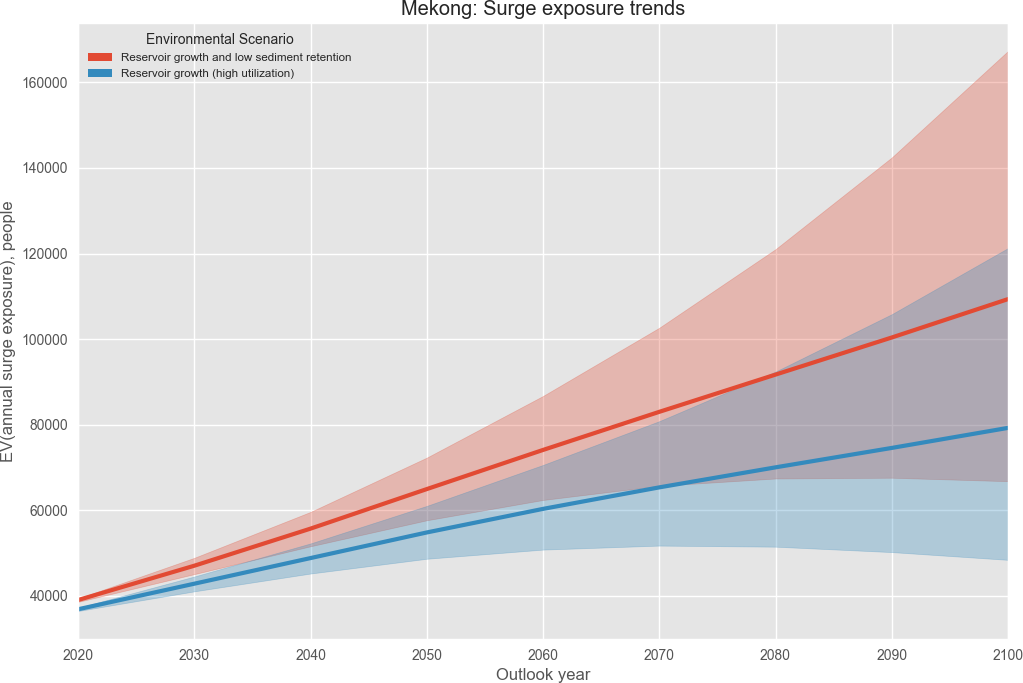 Mekong: Surge exposure trends
Environmental Scenario
Reservoir growth and low sediment retention
Reservoir growth (high utilization)
EV(annual surge exposure), people
160000
140000
120000
100000
80000
60000
40000
2020 2030 2040 2050 2060 2070 2080 2090 2100
Outlook year